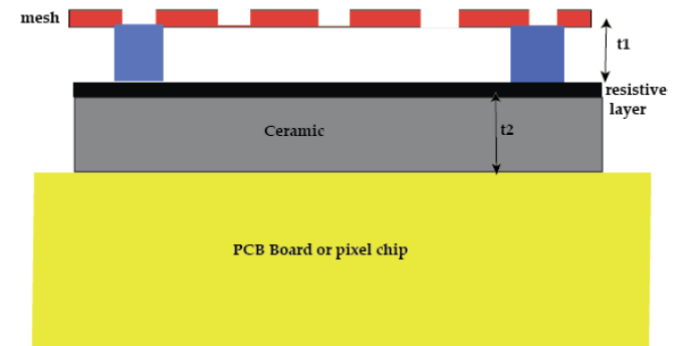 mesh
t1
resistive
layer
Ceramic
t2
PCB Board or pixel chip